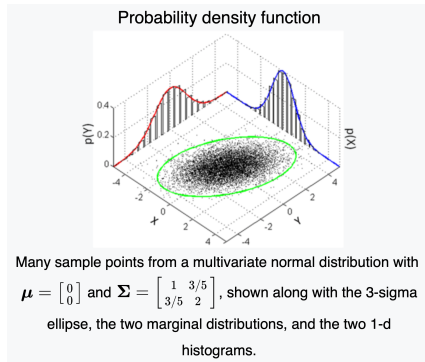 Probability density function
0.4
0.2
0
p(Y)
p(X)
-4
-2
0
2
4
X
-4
-2
0
2
4
Y
Many sample points from a multivariate normal distribution with
μ = [0 0] and Σ = [1 3/5 3/5 2], shown along with the 3-sigma
ellipse, the two marginal distributions, and the two 1-d
histograms.